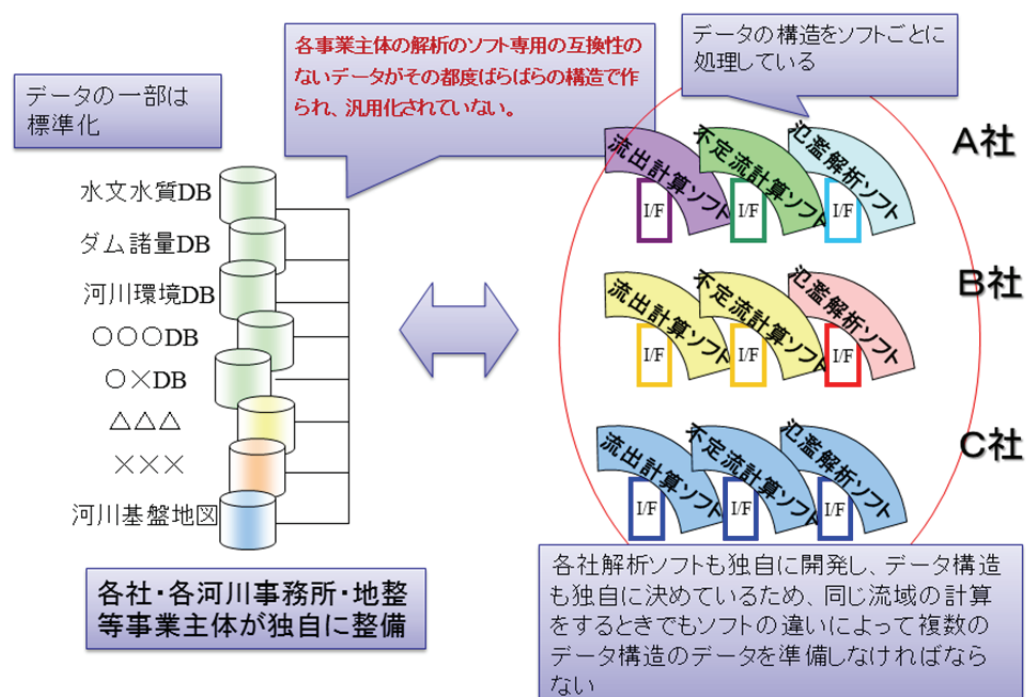 データの一部は
標準化
各事業主体の解析のソフト専用の互換性の
ないデータがその都度ばらばらの構造で作
られ、汎用化されていない。
データの構造をソフトごとに
処理している
水文水質DB
ダム諸量DB
河川環境DB
〇〇〇DB
〇×DB
△△△
×××
河川基盤地図
各社・各河川事務所・地整
等事業主体が独自に整備
A社
流出計算ソフト
不定流計算ソフト
氾濫解析ソフト
I/F
I/F
I/F
B社
流出計算ソフト
不定流計算ソフト
氾濫解析ソフト
I/F
I/F
I/F
C社
流出計算ソフト
不定流計算ソフト
氾濫解析ソフト
I/F
I/F
I/F
各社解析ソフトも独自に開発し、データ構造
も独自に決めているため、同じ流域の計算
をするときでもソフトの違いによって複数の
データ構造のデータを準備しなければなら
ない